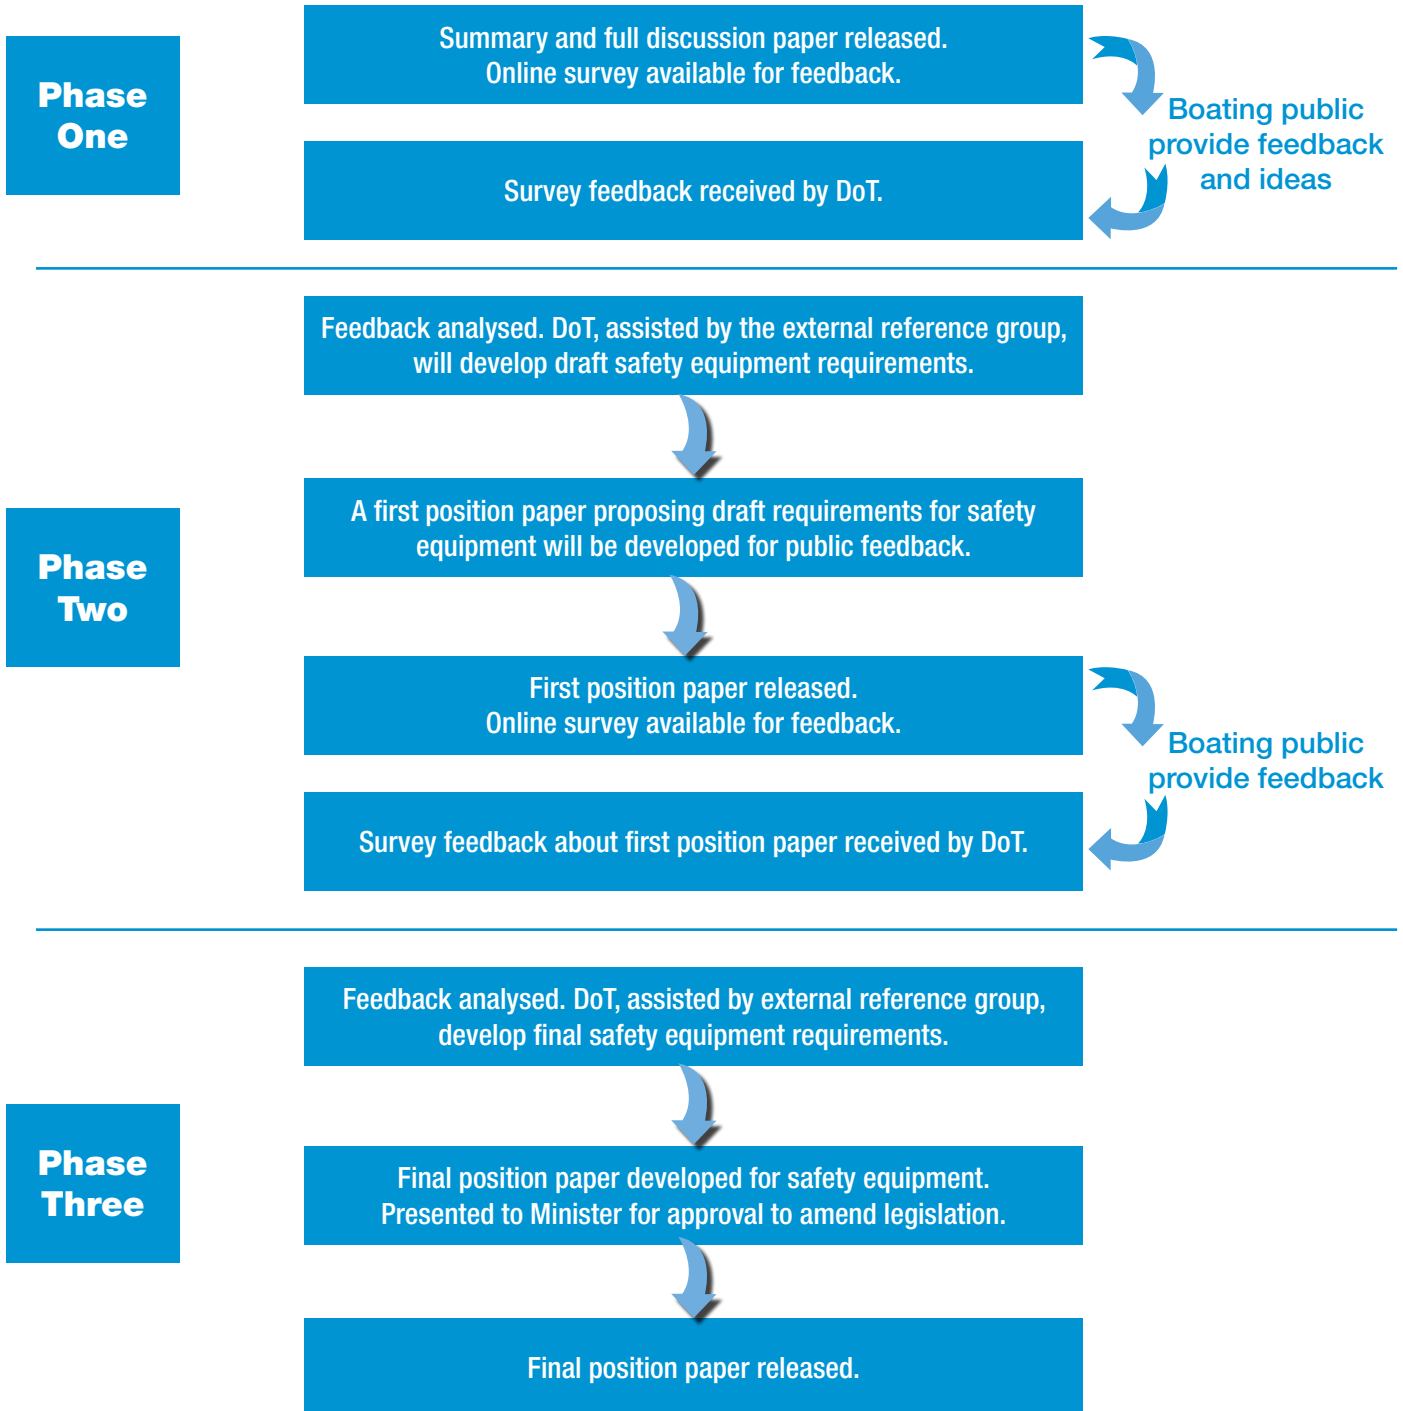 Phase
One
Summary and full discussion paper released.
Online survey available for feedback.
Boating public
provide feedback
and ideas
Survey feedback received by DoT.
Phase
Two
Feedback analysed. DoT, assisted by the external reference group,
will develop draft safety equipment requirements.
A first position paper proposing draft requirements for safety
equipment will be developed for public feedback.
First position paper released.
Online survey available for feedback.
Boating public
provide feedback
Survey feedback about first position paper received by DoT.
Phase
Three
Feedback analysed. DoT, assisted by external reference group,
develop final safety equipment requirements.
Final position paper developed for safety equipment.
Presented to Minister for approval to amend legislation.
Final position paper released.